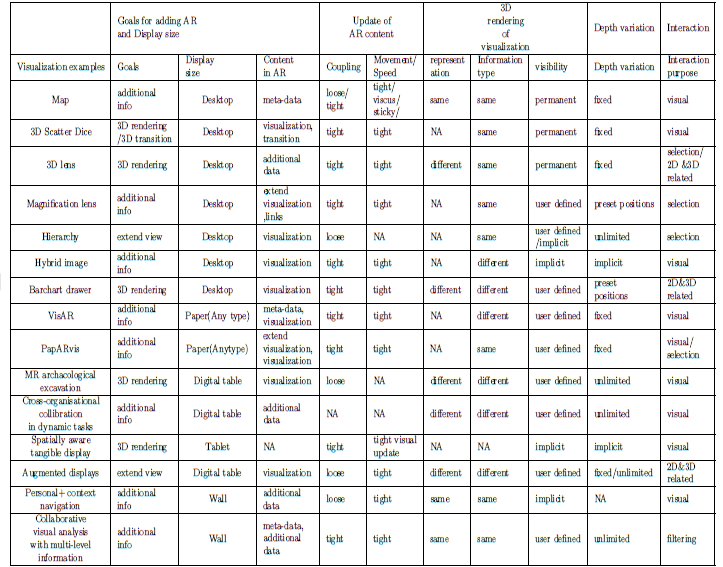 Goals for adding AR and Display size | Update of AR content | 3D rendering of visualization | Depth variation | Interaction
Visualization examples | Goals | Display size | Content in AR | Coupling | Movement/ Speed | representation | Information type | visibility | Depth variation | Interaction purpose
Map | additional info | Desktop | meta-data | loose/ tight | tight/ viscus/ sticky/ | same | same | permanent | fixed | visual
3D Scatter Dice | 3D rendering /3D transition | Desktop | visualization, transition | tight | tight | NA | same | permanent | fixed | visual
3D lens | 3D rendering | Desktop | additional data | tight | tight | different | same | permanent | fixed | selection/ 2D &3D related
Magnification lens | additional info | Desktop | extend visualization ,links | tight | tight | NA | same | user defined | preset positions | selection
Hierarchy | extend view | Desktop | visualization | loose | NA | NA | same | user defined /implicit | unlimited | selection
Hybrid image | additional info | Desktop | visualization | tight | tight | NA | different | implicit | implicit | visual
Barchart drawer | 3D rendering | Desktop | visualization | tight | tight | different | different | user defined | preset positions | 2D&3D related
VisAR | additional info | Paper(Any type) | meta-data, visualization | tight | tight | NA | different | user defined | fixed | visual
PapARvis | additional info | Paper(Anytype) | extend visualization, visualization | tight | tight | NA | same | user defined | fixed | visual/ selection
MR archacological excavation | 3D rendering | Digital table | visualization | loose | NA | different | different | user defined | unlimited | visual
Cross-organisational collibration in dynamic tasks | additional info | Digital table | additional data | NA | NA | different | different | user defined | unlimited | visual
Spatially aware tangible display | 3D rendering | Tablet | NA | tight | tight visual update | NA | NA | implicit | implicit | visual
Augmented displays | extend view | Digital table | visualization | loose | tight | different | different | user defined | fixed/unlimited | 2D&3D related
Personal+ context navigation | additional info | Wall | additional data | loose | tight | same | same | implicit | NA | visual
Collaborative visual analysis with multi-level information | additional info | Wall | meta-data, additional data | tight | tight | same | same | user defined | unlimited | filtering